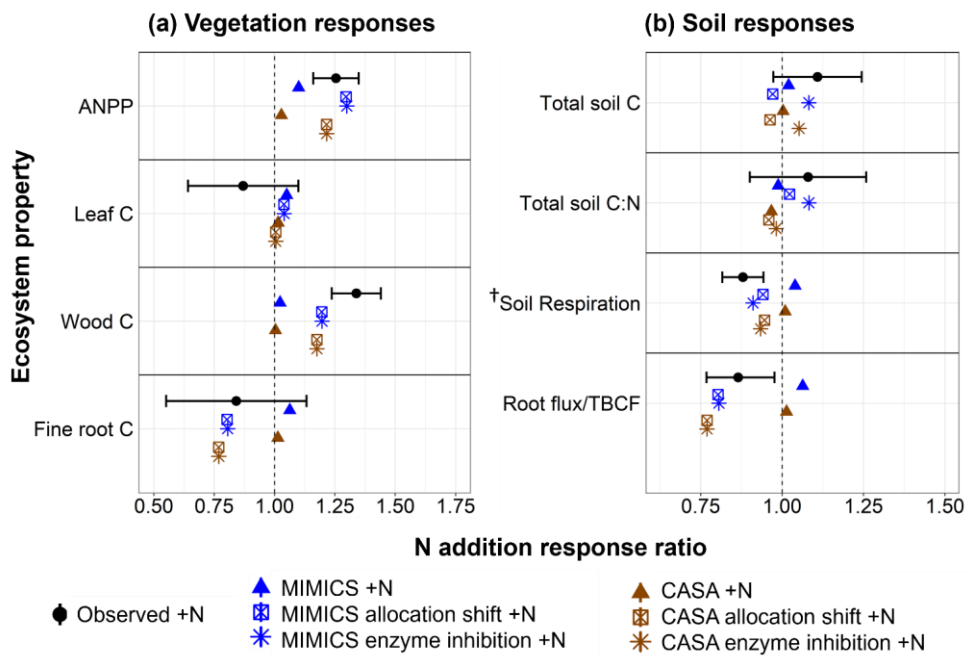 (a) Vegetation responses
(b) Soil responses
Ecosystem property
ANPP
Leaf C
Wood C
Fine root C
0.50 0.75 1.00 1.25 1.50 1.75
Total soil C
Total soil C:N
†Soil Respiration
Root flux/TBCF
0.75 1.00 1.25 1.50
N addition response ratio
Observed +N
MIMICS +N
MIMICS allocation shift +N
MIMICS enzyme inhibition +N
CASA +N
CASA allocation shift +N
CASA enzyme inhibition +N